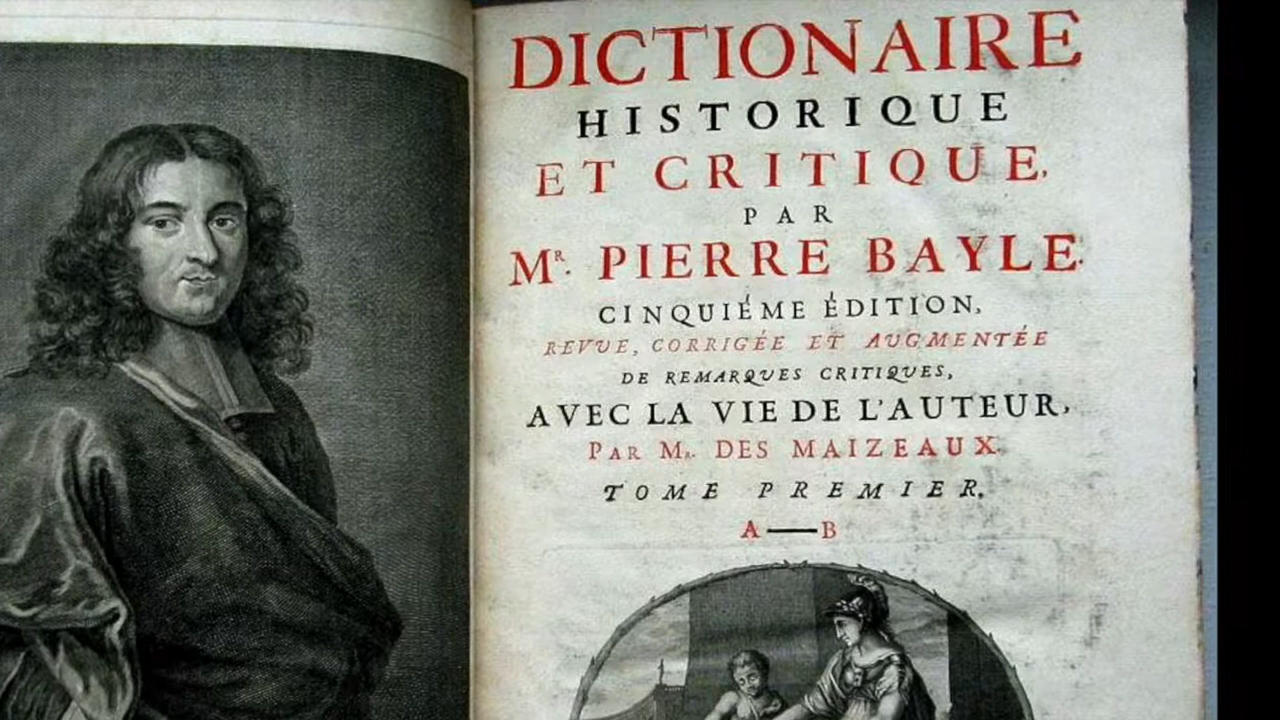 DICTIONAIRE
HISTORIQUE
ET CRITIQUE,
PAR
MR. PIERRE BAYLE.
CINQUIÉME ÉDITION,
REVUE, CORRIGÉE ET AUGMENTÉE
DE REMARQUES CRITIQUES,
AVEC LA VIE DE L'AUTEUR,
PAR MR. DES MAIZEAUX.
TOME PREMIER.
A—B